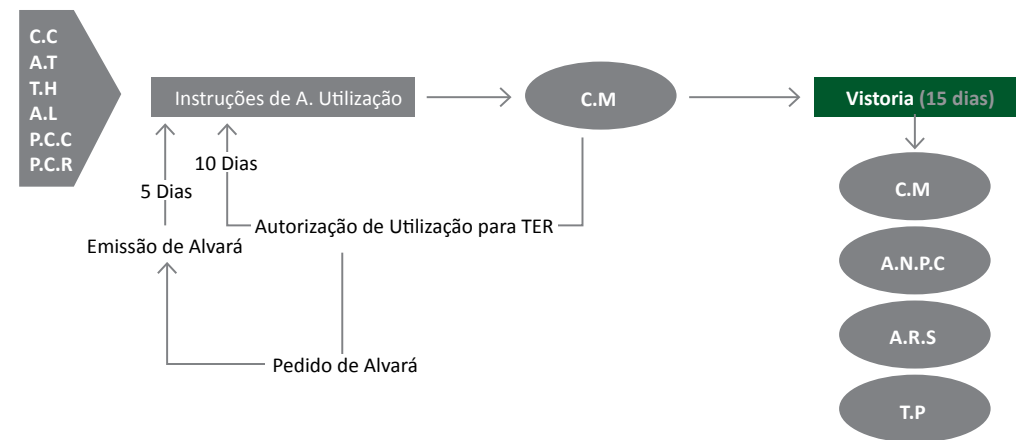 C.C
A.T
T.H
A.L
P.C.C
P.C.R
Instruções de A. Utilização
C.M
Vistoria (15 dias)
10 Dias
5 Dias
C.M
Autorização de Utilização para TER
Emissão de Alvará
A.N.P.C
A.R.S
Pedido de Alvará
T.P